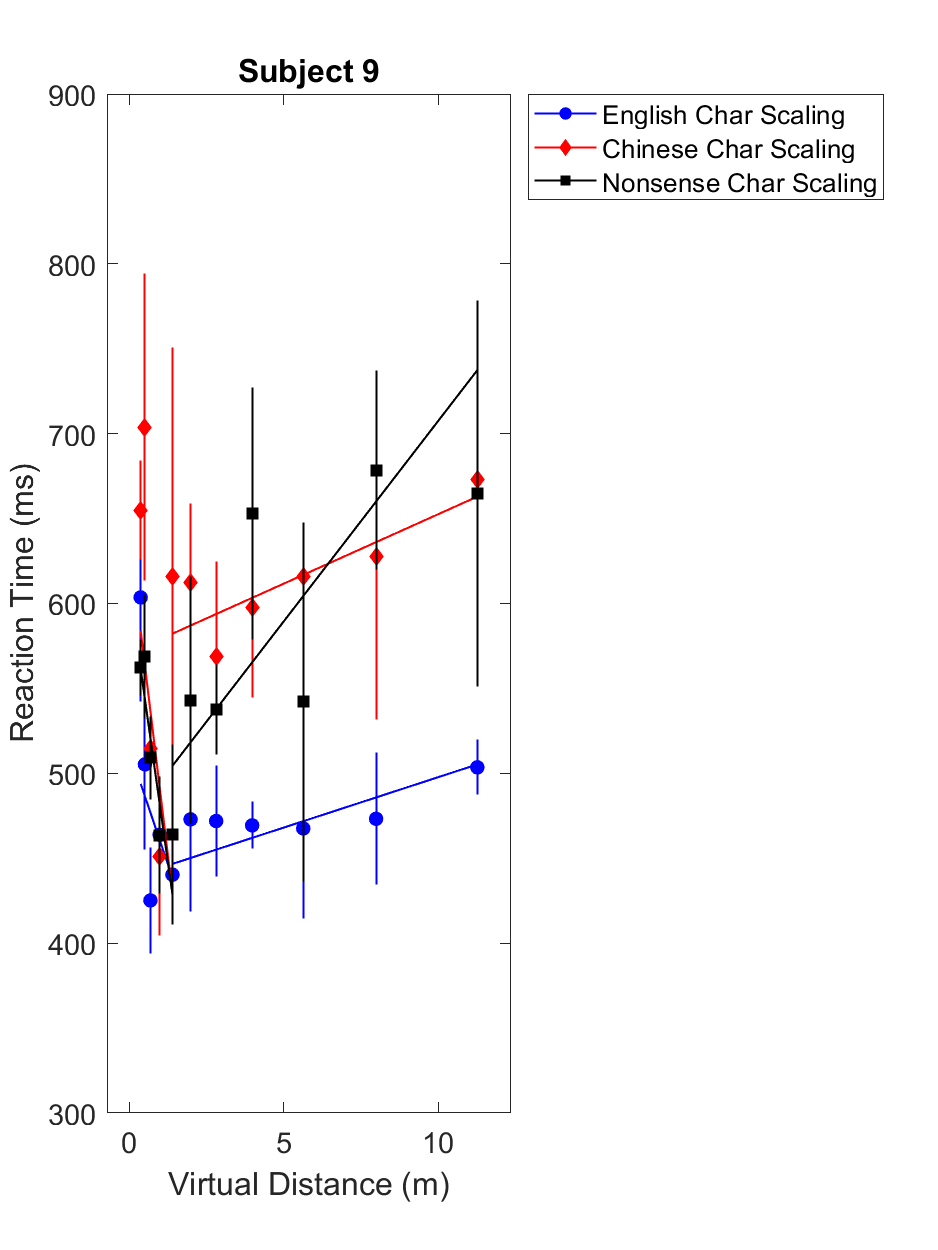 Subject 9
900
800
700
600
500
400
300
Reaction Time (ms)
0 5 10
Virtual Distance (m)
English Char Scaling
Chinese Char Scaling
Nonsense Char Scaling